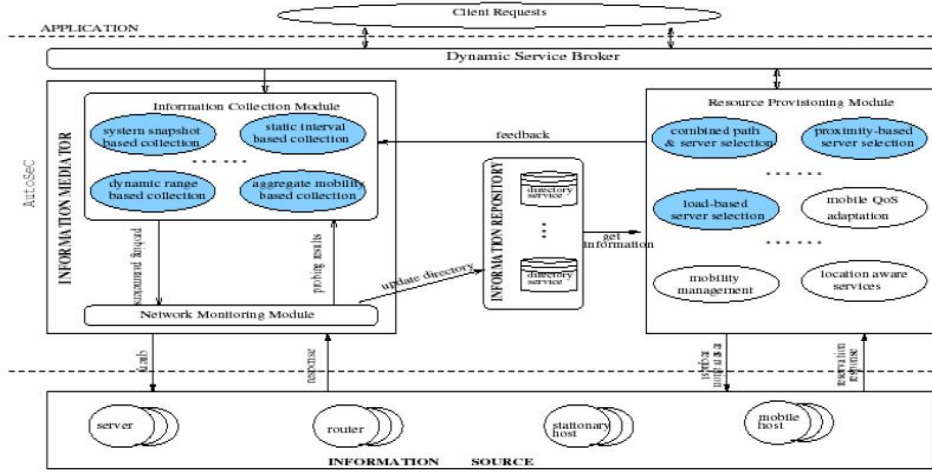 Client Requests
APPLICATION
Dynamic Service Broker
Information Collection Module
system snapshot
based collection
static interval
based collection
dynamic range
based collection
aggregate mobility
based collection
INFORMATION MEDIATOR
AutoSeC
probing parameters
probing results
Network Monitoring Module
feedback
update directory
INFORMATION REPOSITORY
directory
service
directory
service
get
information
Resource Provisioning Module
combined path
& server selection
proximity-based
server selection
load-based
server selection
mobile QoS
adaptation
mobility
management
location aware
services
query
response
reservation
response
server
router
stationary
host
mobile
host
INFORMATION SOURCE